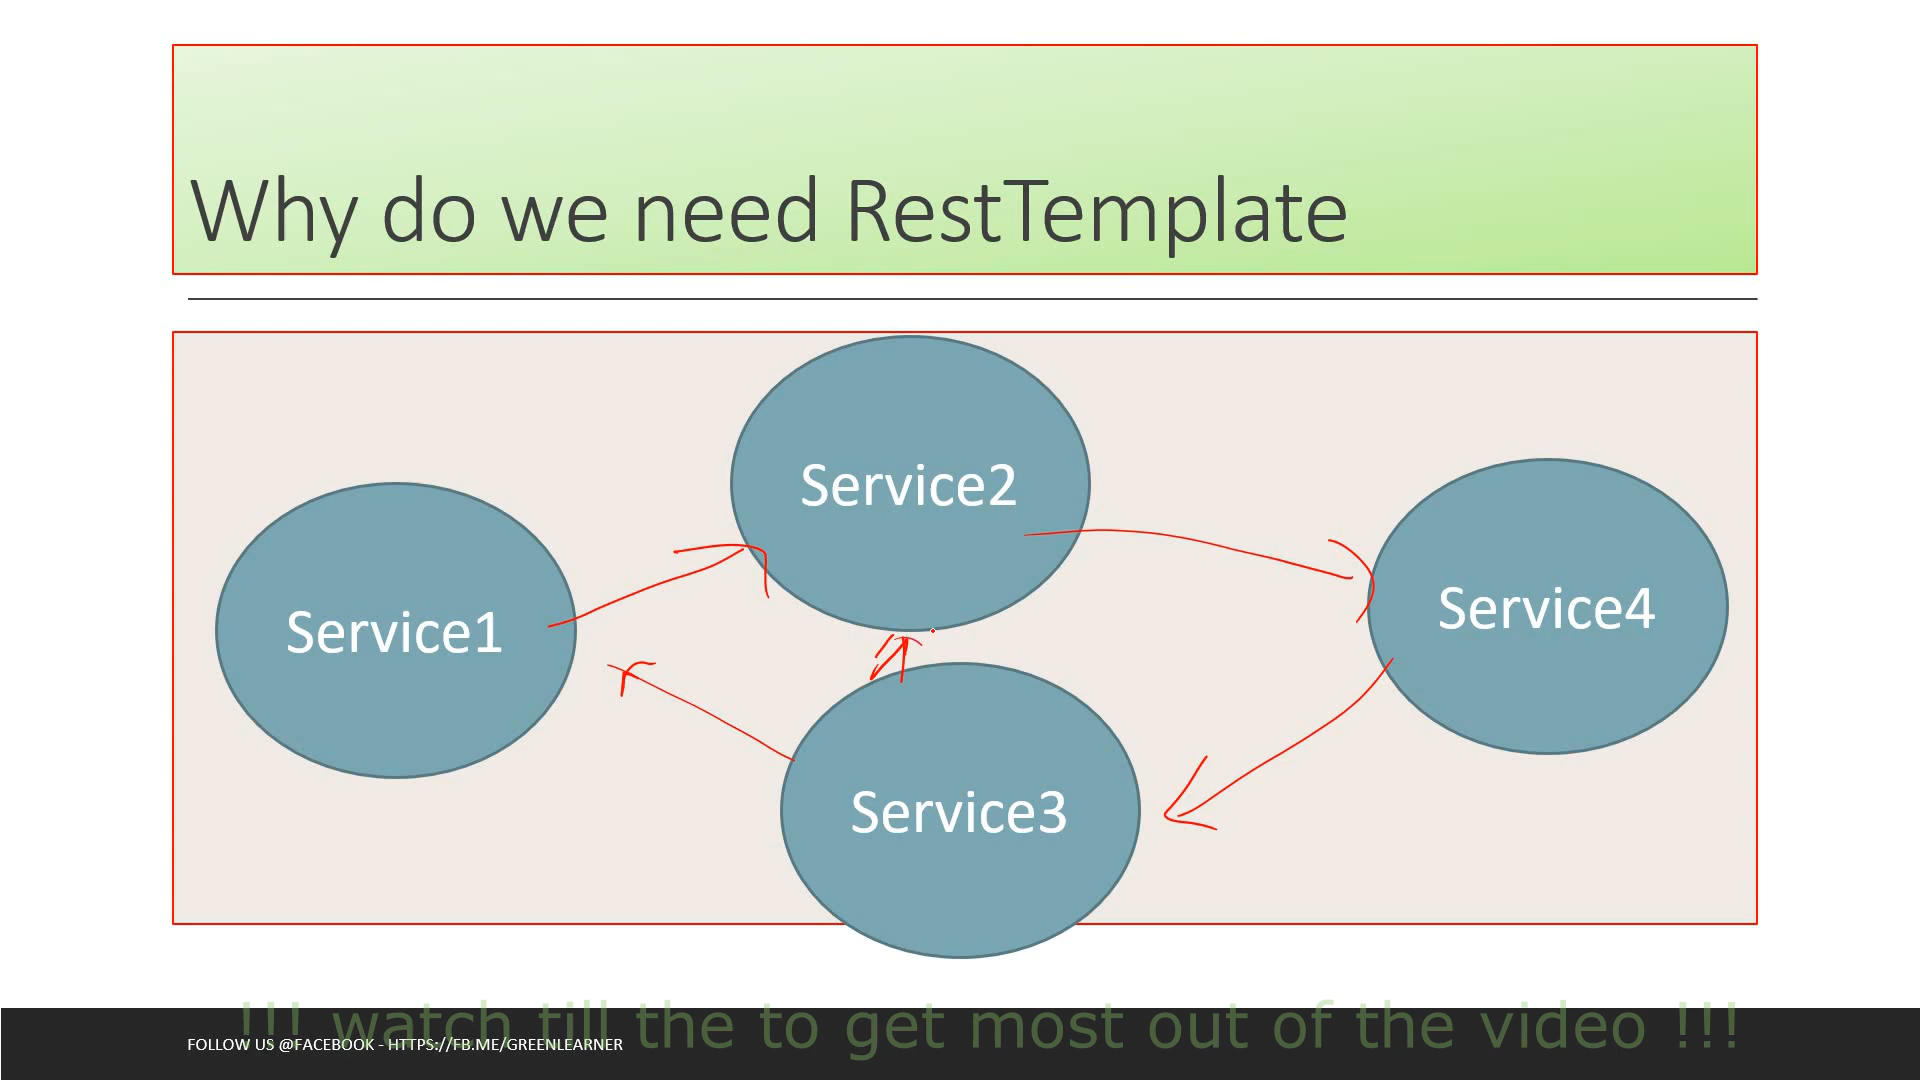 Why do we need RestTemplate
Service2
Service4
Service1
Service3
!!! watch till the to get most out of the video !!!
FOLLOW US @FACEBOOK - HTTPS://FB.ME/GREENLEARNER